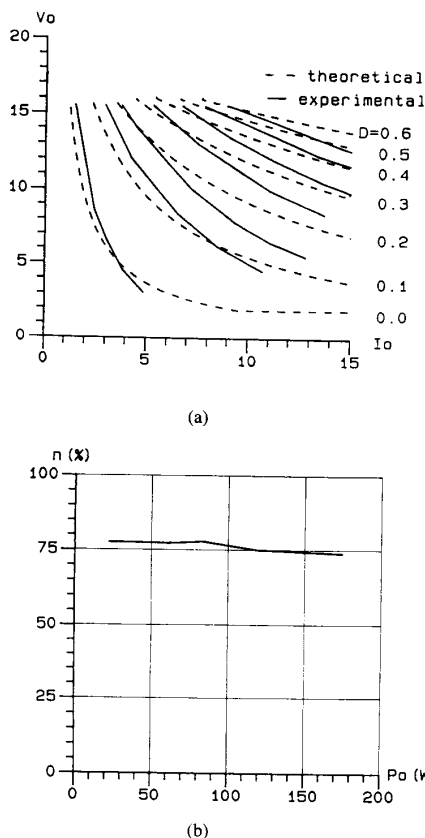 Vo
20
15
10
5
0
-- theoretical
— experimental
D=0.6
0.5
0.4
0.3
0.2
0.1
0.0
0 5 10 15
Io
(a)
n (%)
100
75
50
25
0
0 50 100 150 200
Po (W
(b)